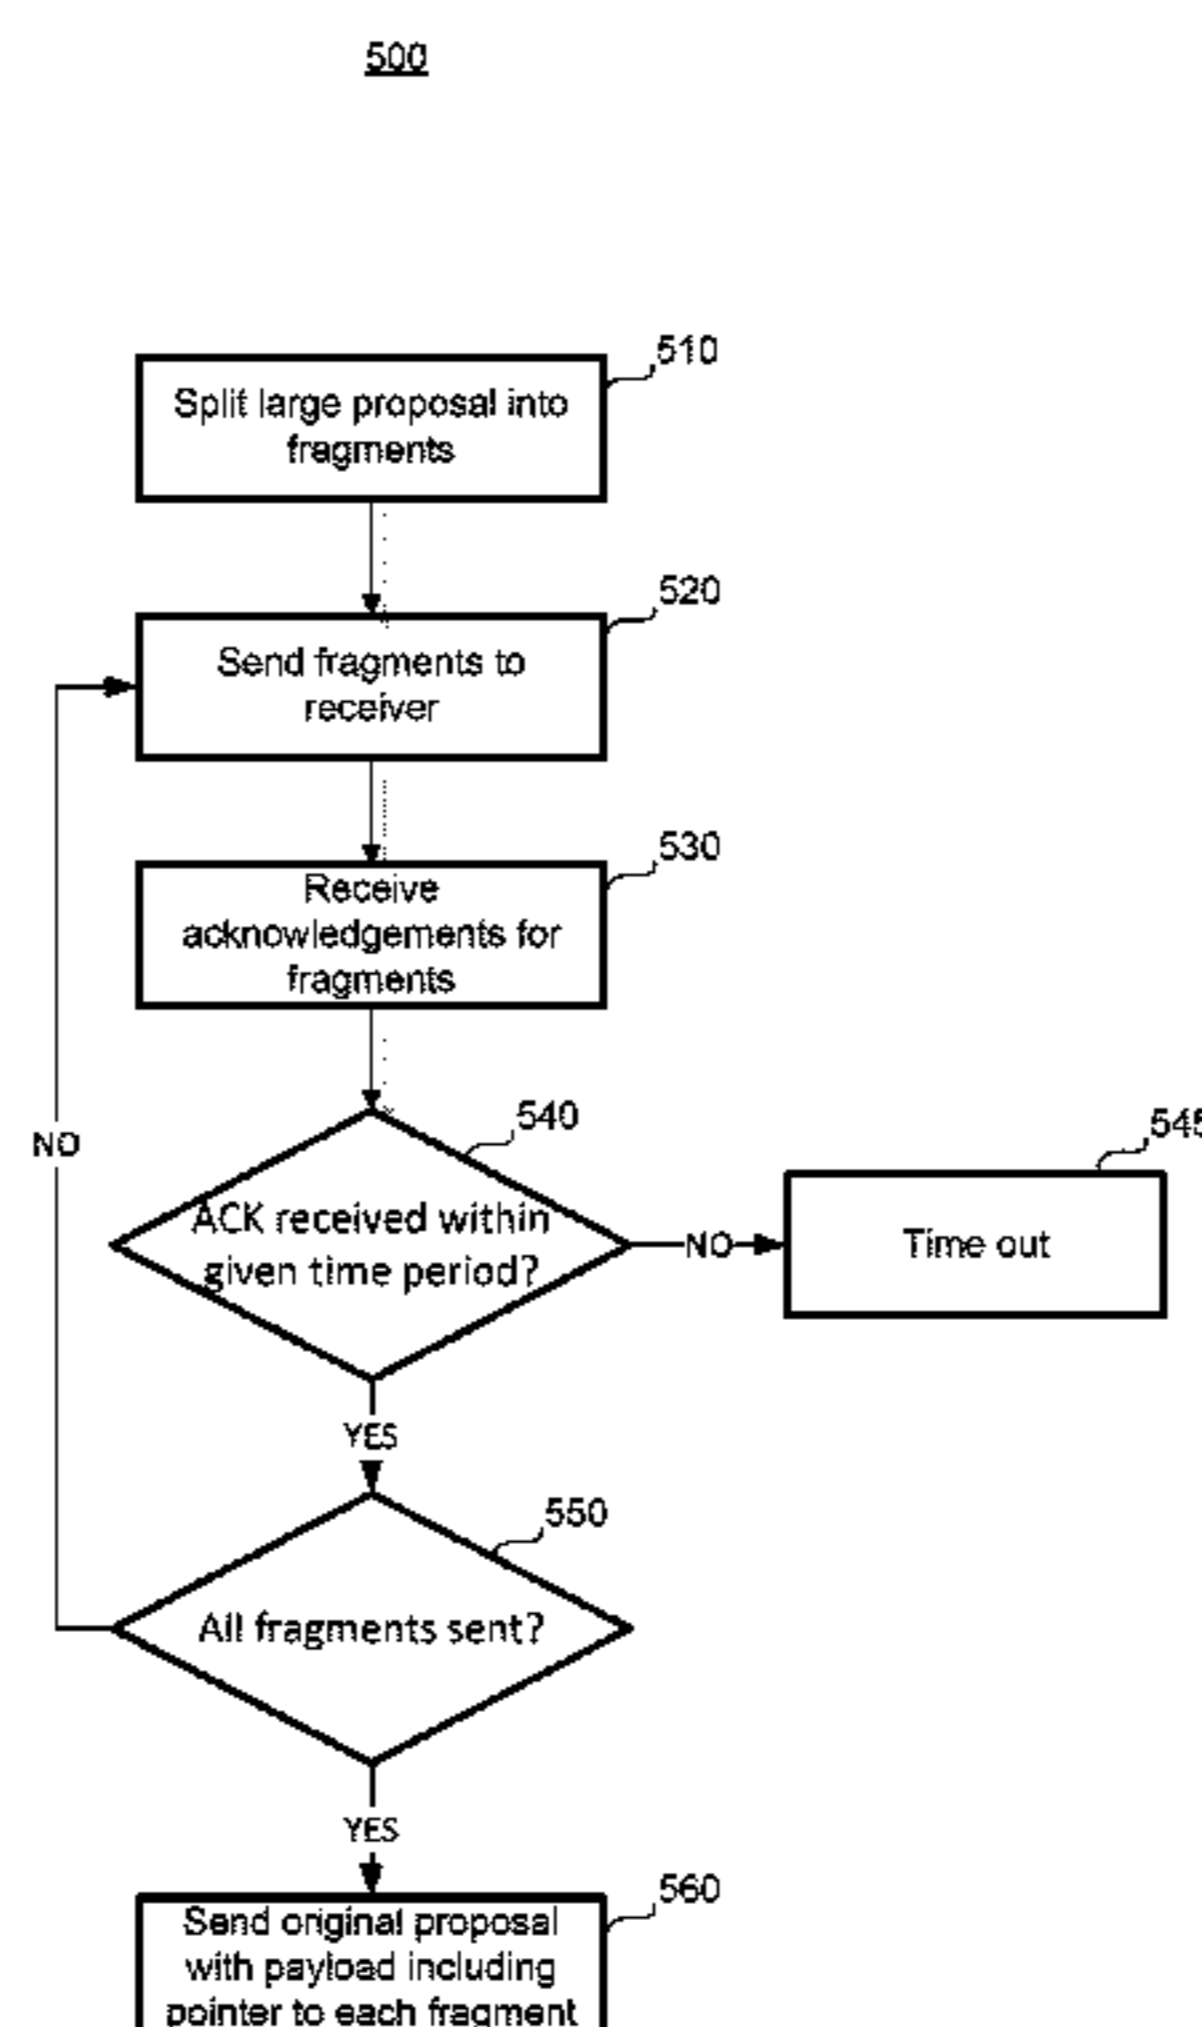 500
510
Split large proposal into
fragments
520
Send fragments to
receiver
530
Receive
acknowledgements for
fragments
540
545
NO
ACK received within
given time period?
NO
Time out
YES
550
All fragments sent?
YES
560
Send original proposal
with payload including
pointer to each fragment